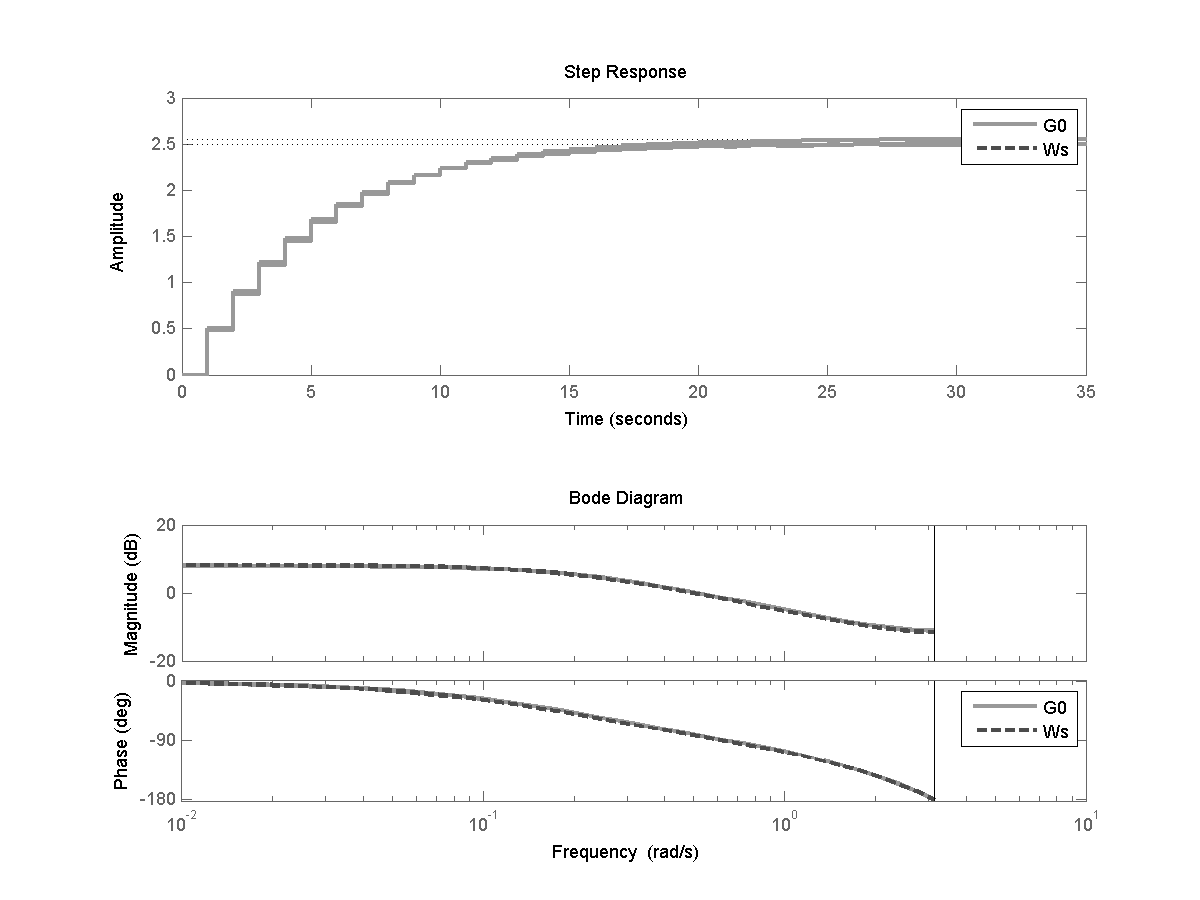 Step Response
Amplitude
3
2.5
2
1.5
1
0.5
0
0 5 10 15 20 25 30 35
Time (seconds)
G0
Ws
Bode Diagram
Magnitude (dB)
20
0
-20
Phase (deg)
0
-90
-180
G0
Ws
10^-2 10^-1 10^0 10^1
Frequency (rad/s)